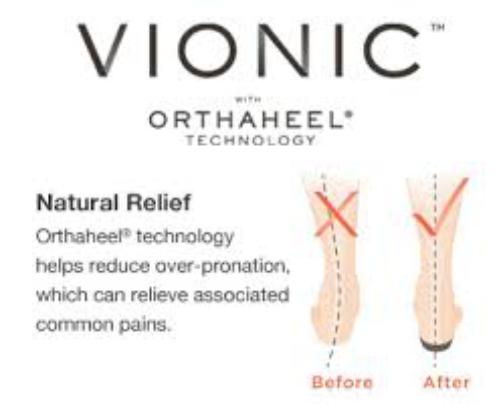 VIONIC™
WITH
ORTHAHEEL®
TECHNOLOGY
Natural Relief
Orthaheel® technology
helps reduce over-pronation,
which can relieve associated
common pains.
Before After